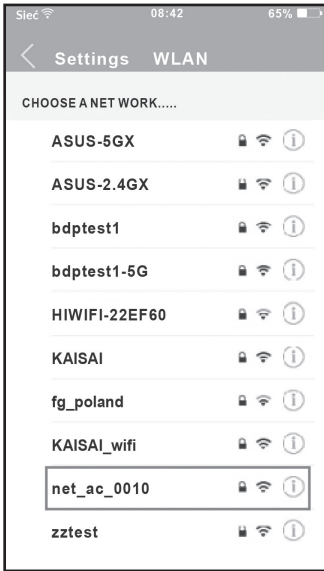 Sieć 08:42 65%
Settings WLAN
CHOOSE A NET WORK.....
ASUS-5GX
ASUS-2.4GX
bdptest1
bdptest1-5G
HIWIFI-22EF60
KAISAI
fg_poland
KAISAI_wifi
net_ac_0010
zztest